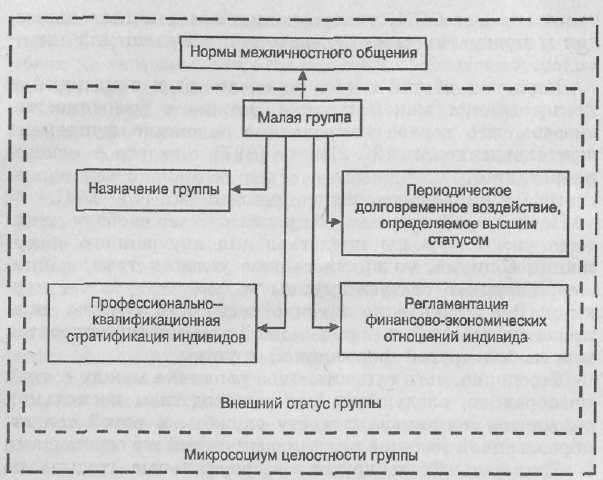 Нормы межличностного общения
Малая группа
Назначение группы
Периодическое
долговременное воздействие,
определяемое высшим
статусом
Профессионально-
квалификационная
стратификация индивидов
Регламентация
финансово-экономических
отношений индивида
Внешний статус группы
Микросоциум целостности группы